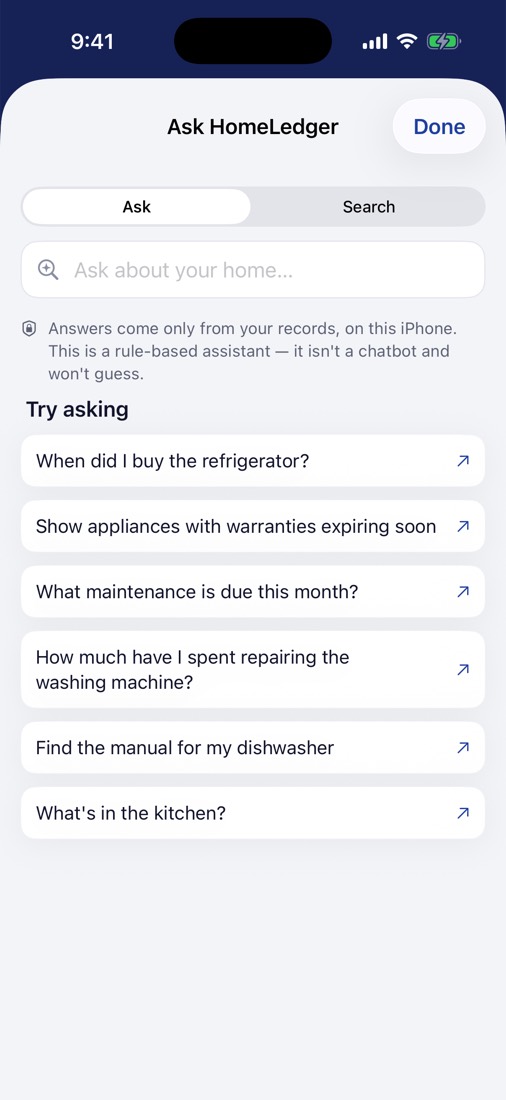 9:41
Ask HomeLedger
Done
Ask
Search
Ask about your home...
Answers come only from your records, on this iPhone.
This is a rule-based assistant — it isn't a chatbot and
won't guess.
Try asking
When did I buy the refrigerator?
Show appliances with warranties expiring soon
What maintenance is due this month?
How much have I spent repairing the
washing machine?
Find the manual for my dishwasher
What's in the kitchen?